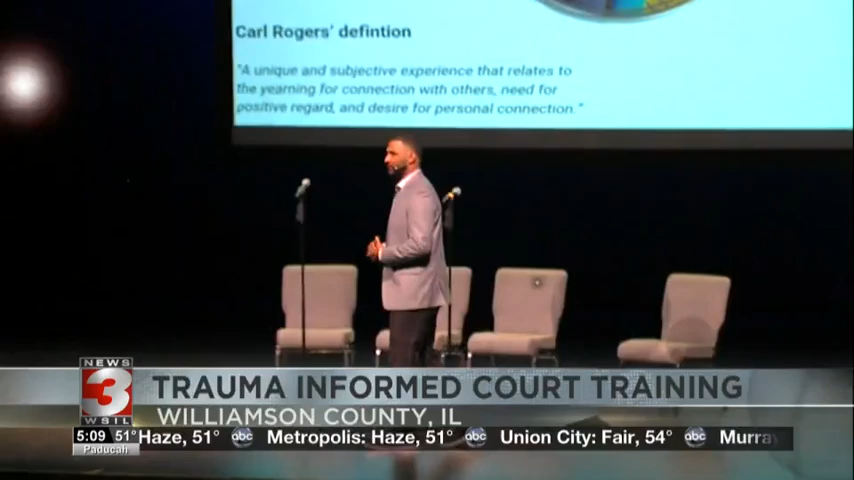 Carl Rogers' defintion
"A unique and subjective experience that relates to
the yearning for connection with others, need for
positive regard, and desire for personal connection."
NEWS
3
WSIL
TRAUMA INFORMED COURT TRAINING
WILLIAMSON COUNTY, IL
5:09 51° Haze, 51° abc Metropolis: Haze, 51° abc Union City: Fair, 54° abc Murray
Paducah